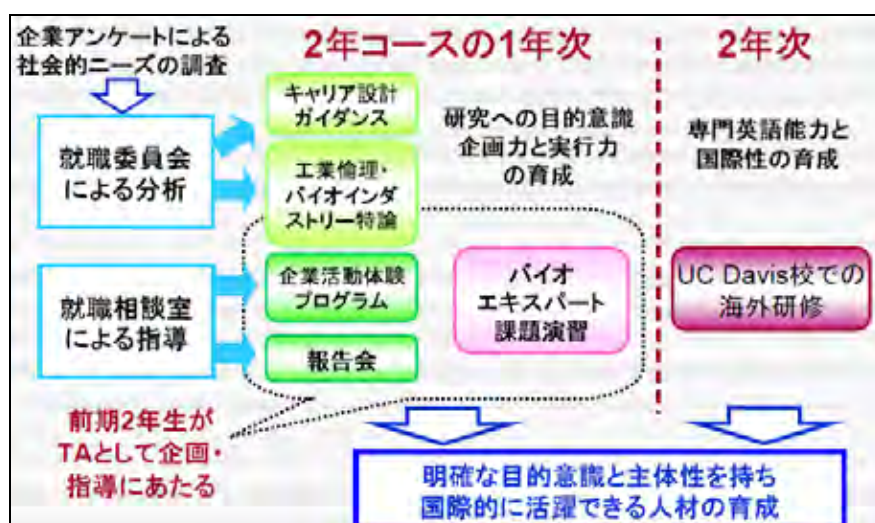 企業アンケートによる
社会的ニーズの調査
2年コースの1年次
2年次
就職委員会
による分析
キャリア設計
ガイダンス
工業倫理・
バイオインダ
ストリー特論
研究への目的意識
企画力と実行力
の育成
専門英語能力と
国際性の育成
就職相談室
による指導
企業活動体験
プログラム
報告会
バイオ
エキスパート
課題演習
UC Davis校での
海外研修
前期2年生が
TAとして企画・
指導にあたる
明確な目的意識と主体性を持ち
国際的に活躍できる人材の育成